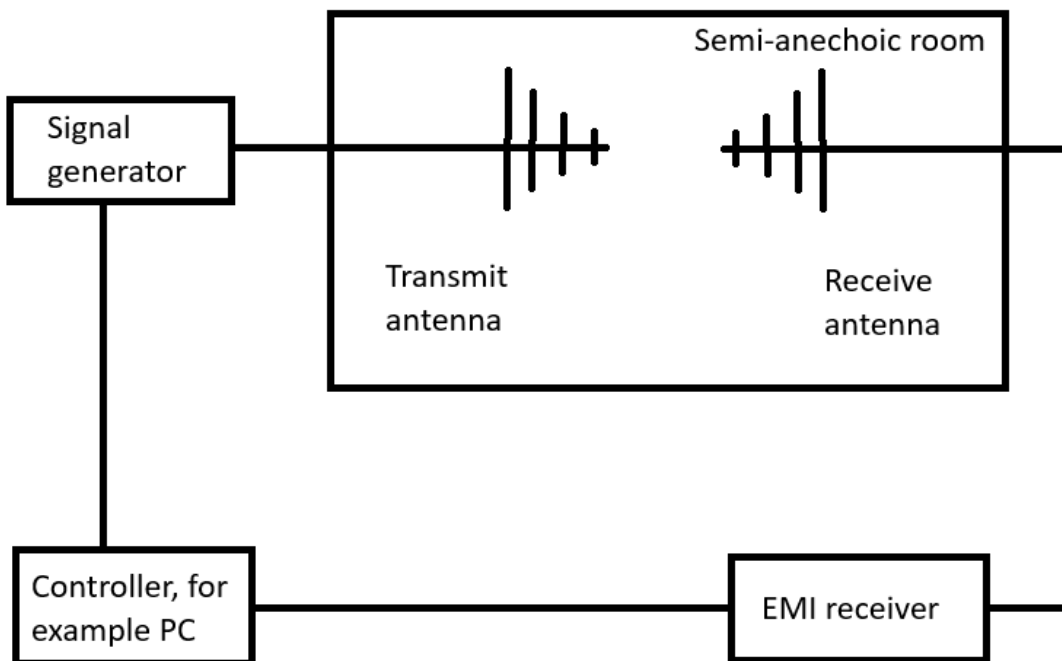 Semi-anechoic room
Signal
generator
Transmit
antenna
Receive
antenna
Controller, for
example PC
EMI receiver